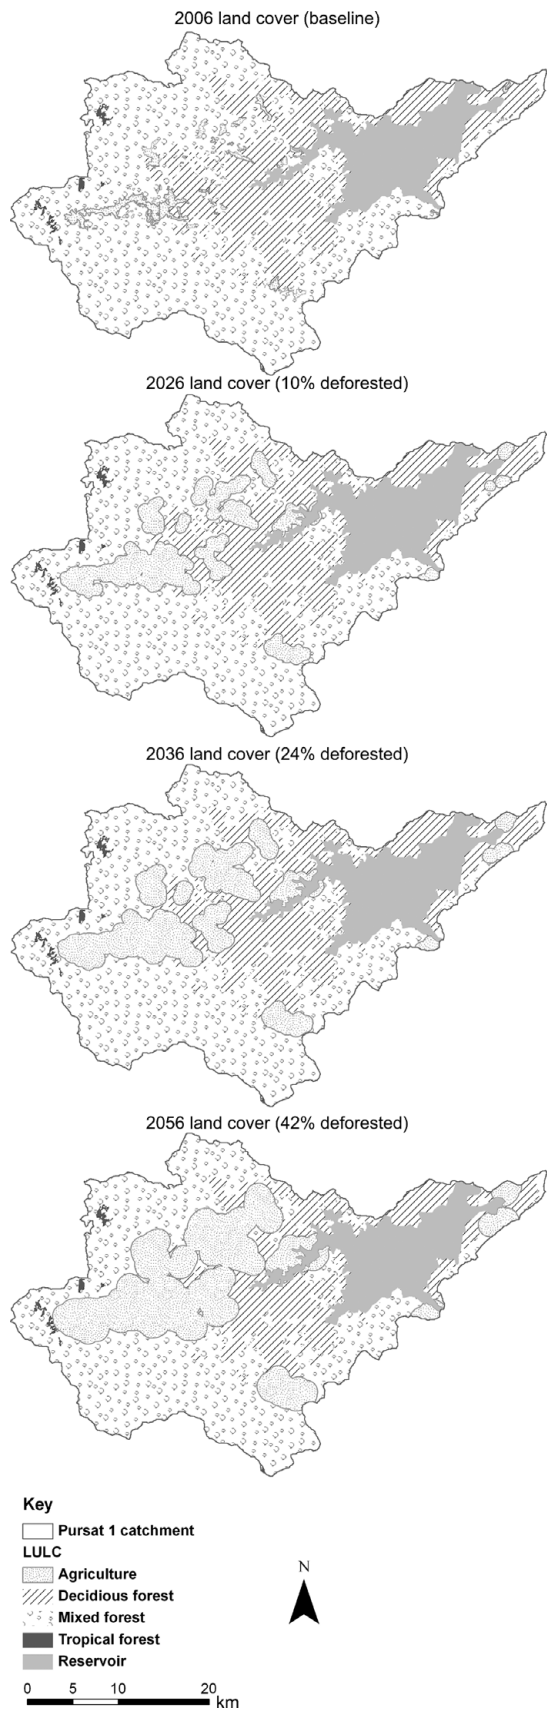 2006 land cover (baseline)
2026 land cover (10% deforested)
2036 land cover (24% deforested)
2056 land cover (42% deforested)
Key
Pursat 1 catchment
LULC
Agriculture
Decidious forest
Mixed forest
Tropical forest
Reservoir
N
0 5 10 20
km